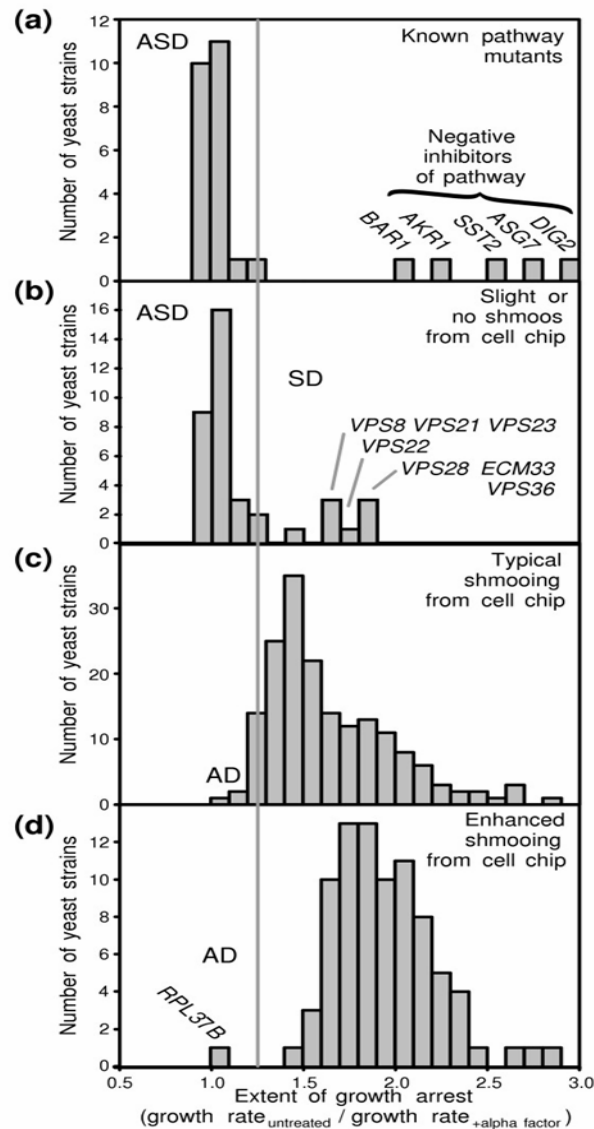 (a)
12
10
8
6
4
2
0
Number of yeast strains
ASD
Known pathway
mutants
Negative
inhibitors
of pathway
BAR1
AKR1
SST2
ASG7
DIG2
(b)
16
14
12
10
8
6
4
2
0
Number of yeast strains
ASD
Slight or
no shmoos
from cell chip
SD
VPS8 VPS21 VPS23
VPS22
VPS28 ECM33
VPS36
(c)
30
20
10
0
Number of yeast strains
Typical
shmooing
from cell chip
AD
(d)
12
10
8
6
4
2
0
Number of yeast strains
Enhanced
shmooing
from cell chip
AD
RPL37B
0.5 1.0 1.5 2.0 2.5 3.0
Extent of growth arrest
(growth rate untreated / growth rate +alpha factor )